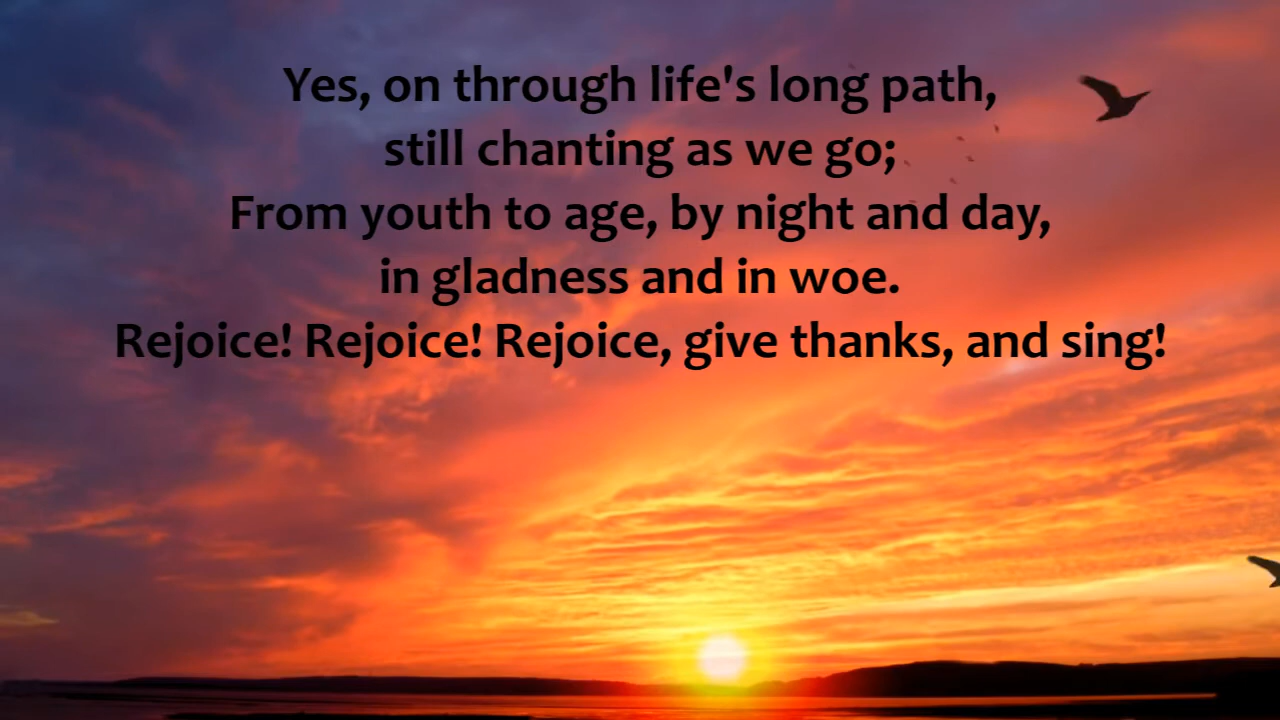 Yes, on through life's long path,
still chanting as we go;
From youth to age, by night and day,
in gladness and in woe.
Rejoice! Rejoice! Rejoice, give thanks, and sing!